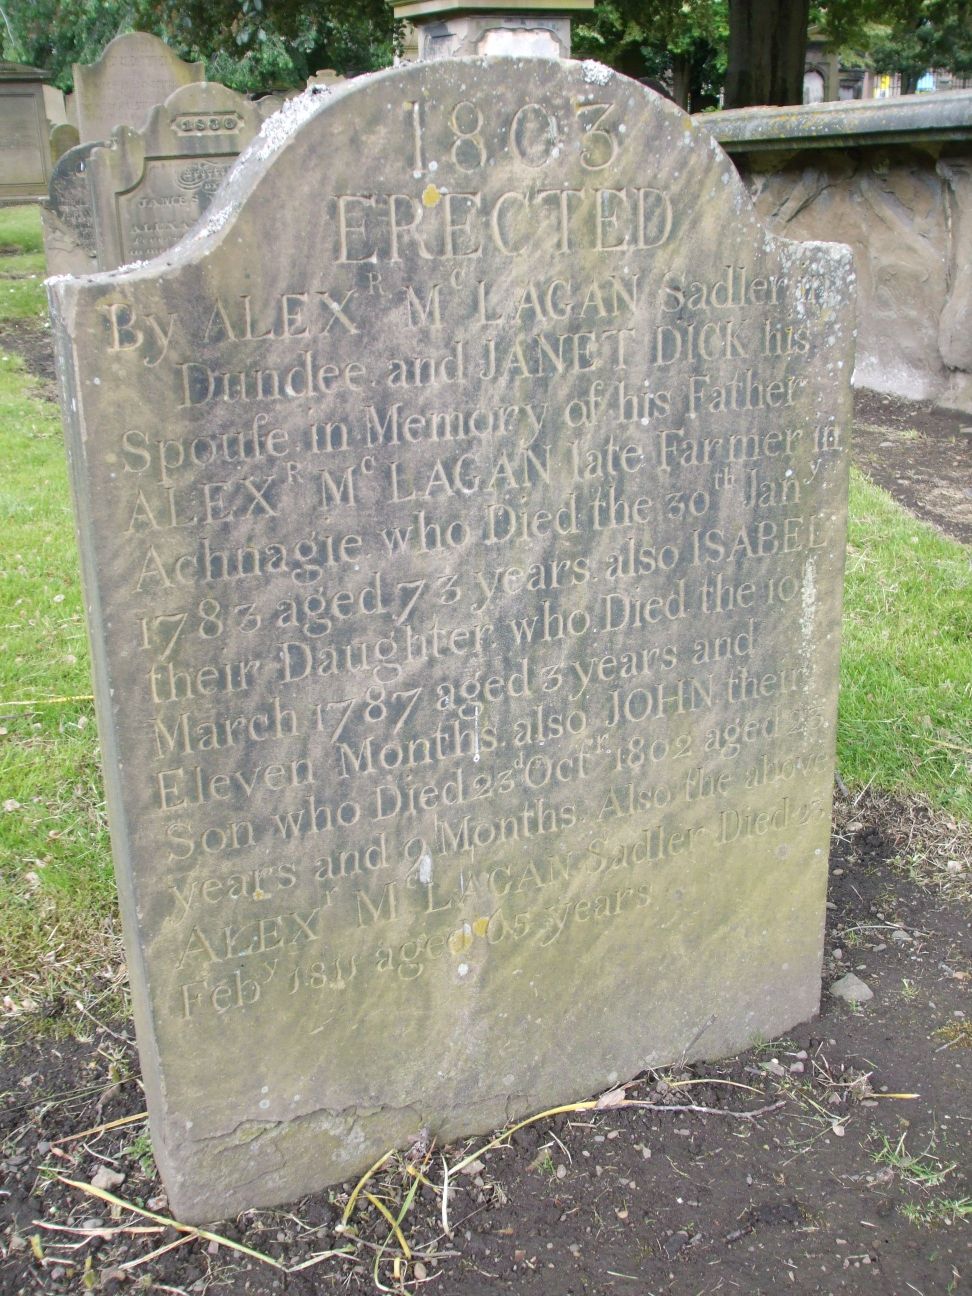 1803
ERECTED
By ALEXR Mc LAGAN Sadler in
Dundee and JANET DICK his
Spouſe in Memory of his Father
ALEXR Mc LAGAN late Farmer in
Achnagie who Died the 30th Jany
1783 aged 73 years. also ISABEL
their Daughter who Died the 10
March 1787 aged 3 years and
Eleven Months. also JOHN their
Son who Died 23d Octr 1802 aged
years and 9 Months. Also the above
ALEXr Mc LAGAN Sadler Died 23
Feby 1811 aged 65 years
1836
JAMES
ALEX